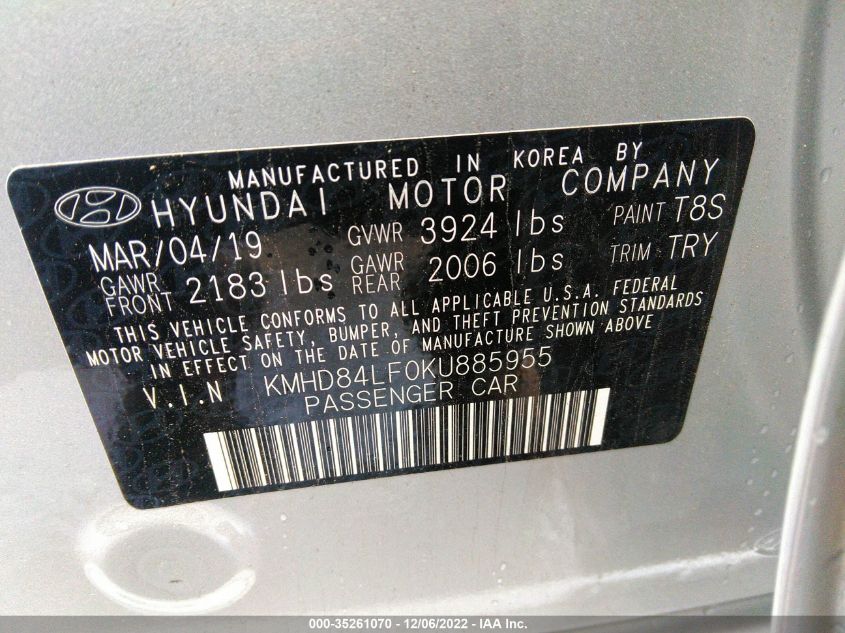 MANUFACTURED IN KOREA BY
HYUNDAI MOTOR COMPANY
MAR/04/19 GVWR 3924 lbs PAINT T8S
GAWR FRONT 2183 lbs GAWR REAR 2006 lbs TRIM TRY
THIS VEHICLE CONFORMS TO ALL APPLICABLE U.S.A. FEDERAL
MOTOR VEHICLE SAFETY, BUMPER, AND THEFT PREVENTION STANDARDS
IN EFFECT ON THE DATE OF MANUFACTURE SHOWN ABOVE
V.I.N KMHD84LF0KU885955
PASSENGER CAR
000-35261070 - 12/06/2022 - IAA Inc.